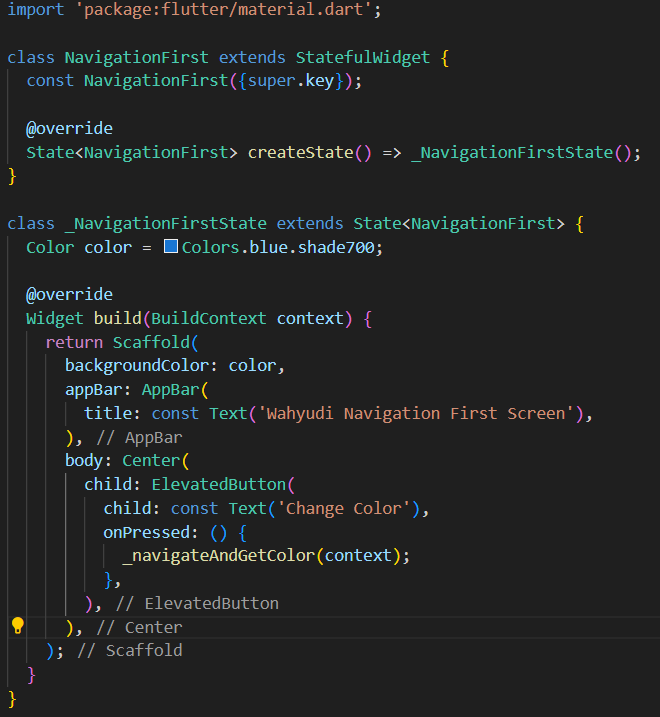 import 'package:flutter/material.dart';

class NavigationFirst extends StatefulWidget {
  const NavigationFirst({super.key});

  @override
  State<NavigationFirst> createState() => _NavigationFirstState();
}

class _NavigationFirstState extends State<NavigationFirst> {
  Color color = Colors.blue.shade700;

  @override
  Widget build(BuildContext context) {
    return Scaffold(
      backgroundColor: color,
      appBar: AppBar(
        title: const Text('Wahyudi Navigation First Screen'),
      ), // AppBar
      body: Center(
        child: ElevatedButton(
          child: const Text('Change Color'),
          onPressed: () {
            _navigateAndGetColor(context);
          },
        ), // ElevatedButton
      ), // Center
    ); // Scaffold
  }
}